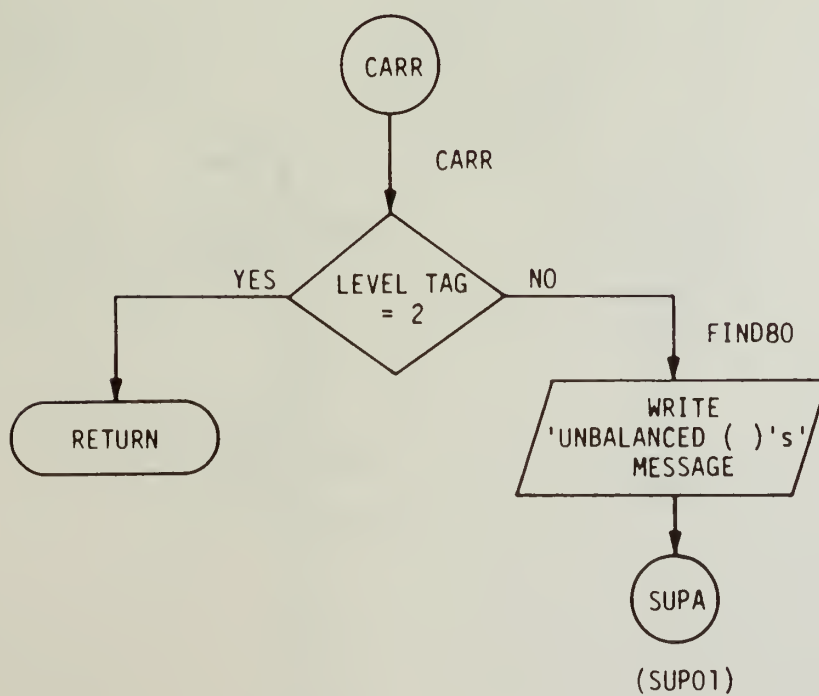 CARR
CARR
YES
LEVEL TAG
= 2
NO
FIND80
RETURN
WRITE
'UNBALANCED ( )'s'
MESSAGE
SUPA
(SUP01)